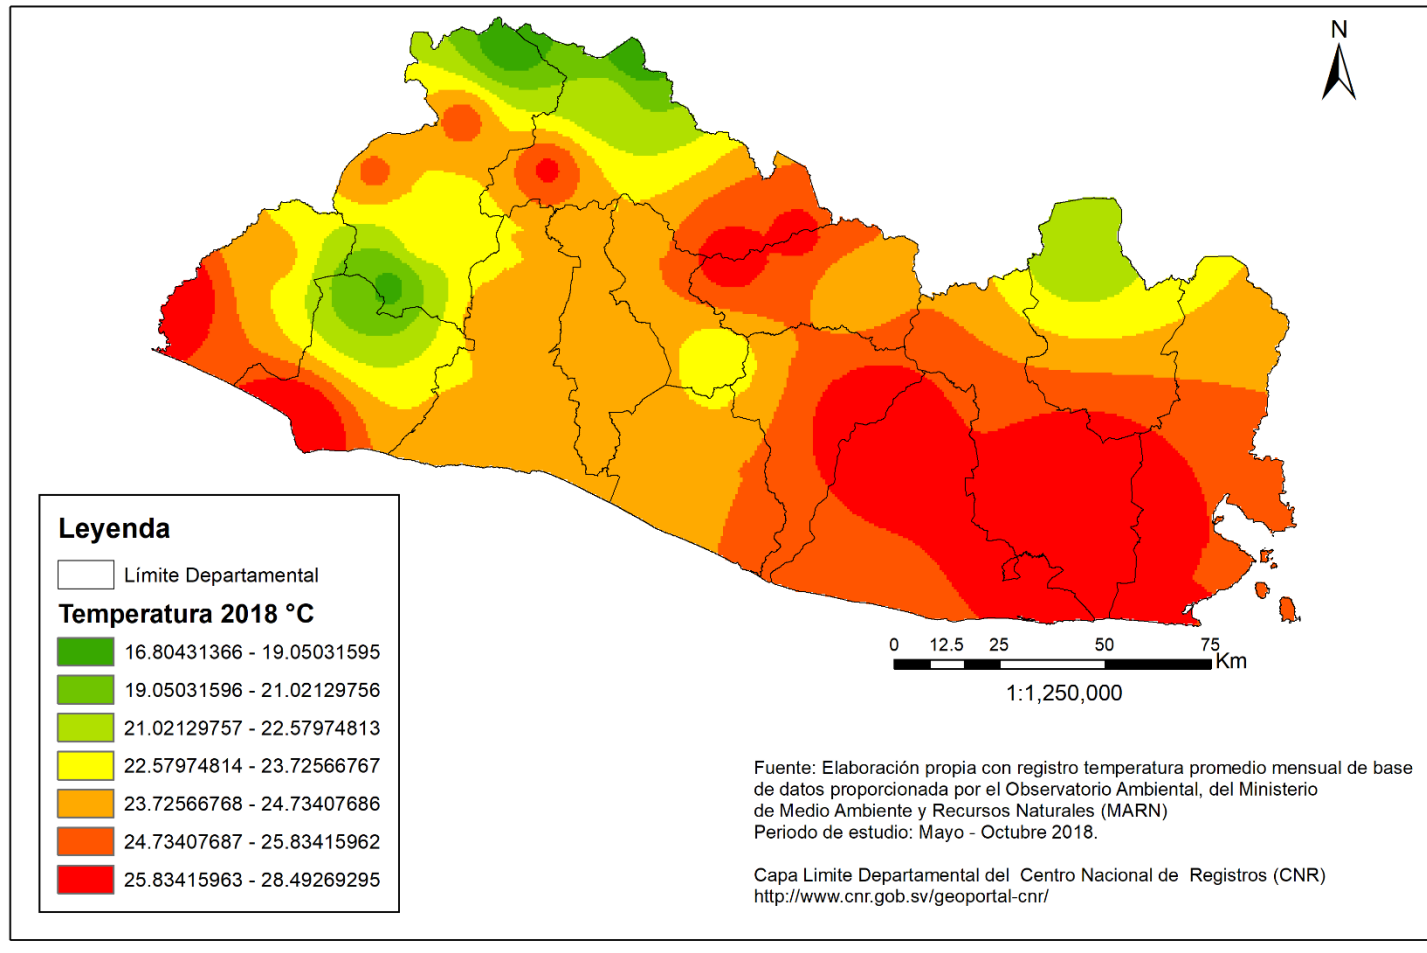 N
Leyenda
Límite Departamental
Temperatura 2018 °C
16.80431366 - 19.05031595
19.05031596 - 21.02129756
21.02129757 - 22.57974813
22.57974814 - 23.72566767
23.72566768 - 24.73407686
24.73407687 - 25.83415962
25.83415963 - 28.49269295
0 12.5 25 50 75
Km
1:1,250,000
Fuente: Elaboración propia con registro temperatura promedio mensual de base
de datos proporcionada por el Observatorio Ambiental, del Ministerio
de Medio Ambiente y Recursos Naturales (MARN)
Periodo de estudio: Mayo - Octubre 2018.
Capa Limite Departamental del Centro Nacional de Registros (CNR)
http://www.cnr.gob.sv/geoportal-cnr/